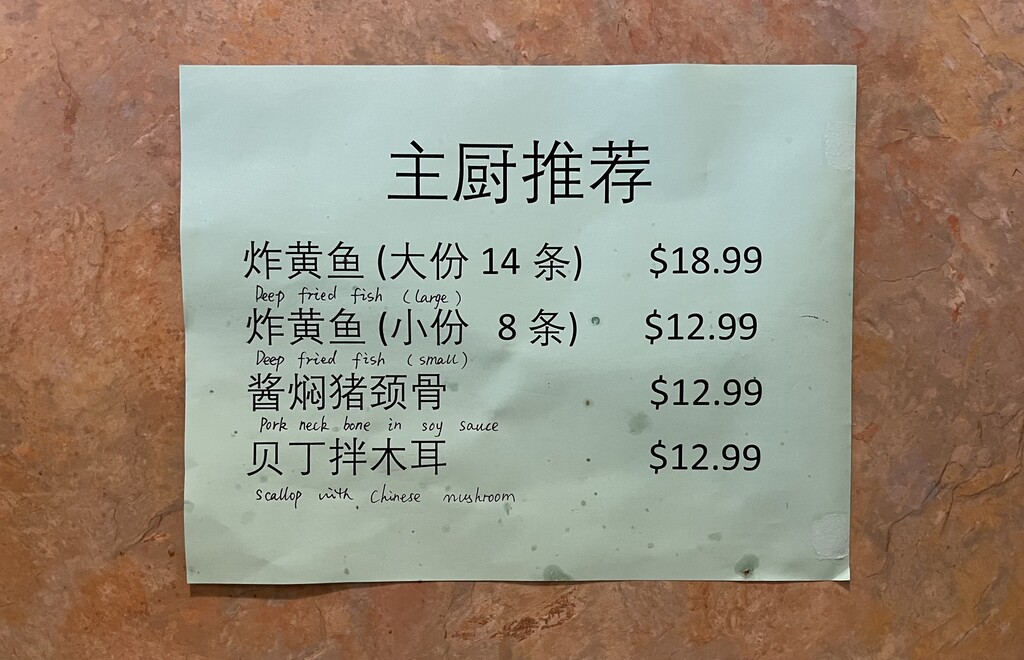 主厨推荐
炸黄鱼 (大份 14 条) $18.99
Deep fried fish (large)
炸黄鱼 (小份 8 条) $12.99
Deep fried fish (small)
酱焖猪颈骨 $12.99
Pork neck bone in soy sauce
贝丁拌木耳 $12.99
scallop with Chinese mushroom